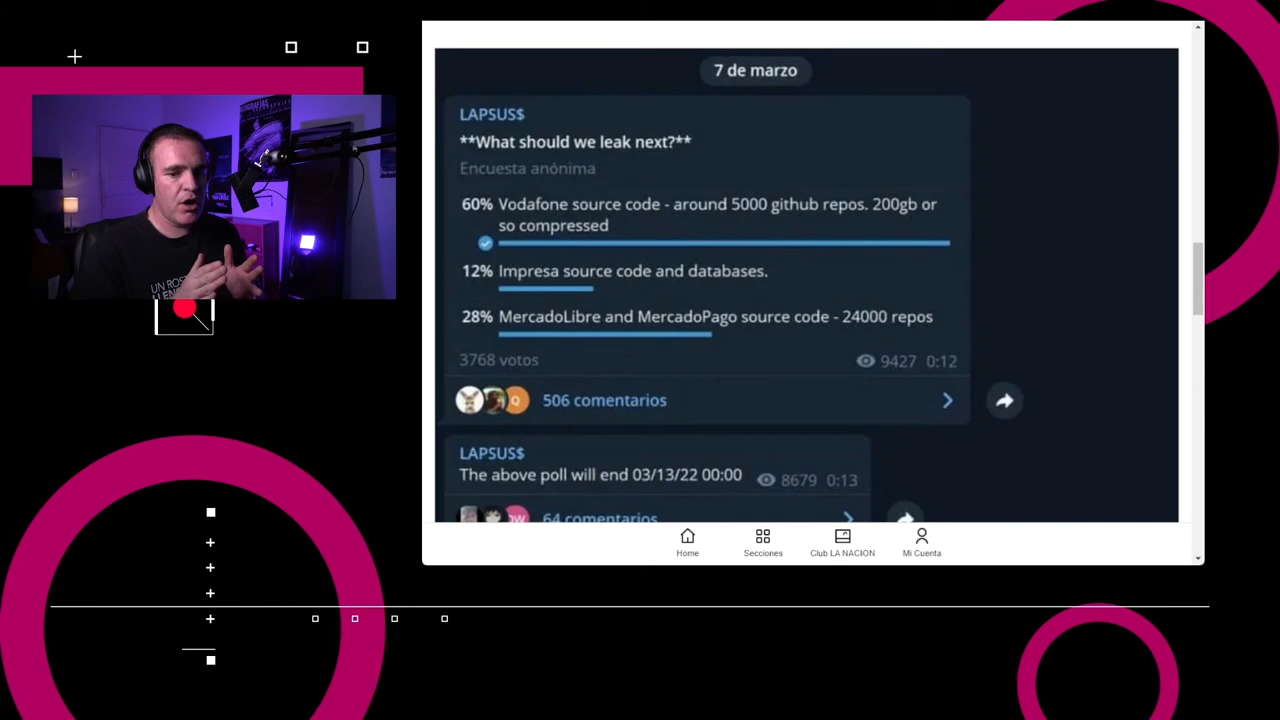 7 de marzo
LAPSUS$
**What should we leak next?**
Encuesta anónima
60% Vodafone source code - around 5000 github repos. 200gb or
so compressed
12% Impresa source code and databases.
28% MercadoLibre and MercadoPago source code - 24000 repos
3768 votos 9427 0:12
Q
506 comentarios
LAPSUS$
The above poll will end 03/13/22 00:00 8679 0:13
64 comentarios
Home Secciones Club LA NACION Mi Cuenta
UN ROS